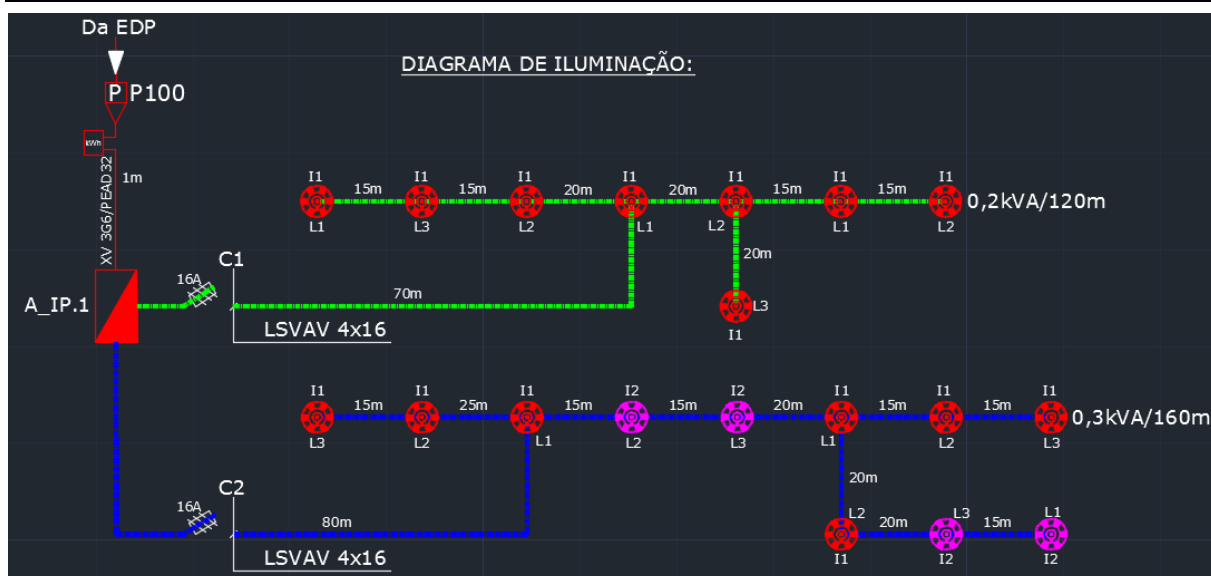 Da EDP
DIAGRAMA DE ILUMINAÇÃO:
P P100
kWh
XV 3G6/PEAD32
1m
I1 I1 I1 I1 I1 I1 I1
15m 15m 20m 20m 15m 15m
0,2kVA/120m
L1 L3 L2 L1 L2 L1 L2
20m
C1
16A
A_IP.1
70m
L3
LSVAV 4x16
I1
I1 I1 I1 I2 I2 I1 I1 I1
15m 25m 15m 15m 20m 15m 15m
0,3kVA/160m
L3 L2 L1 L2 L3 L1 L2 L3
20m
C2
16A
80m
L2 L3 L1
20m 15m
LSVAV 4x16
I1 I2 I2